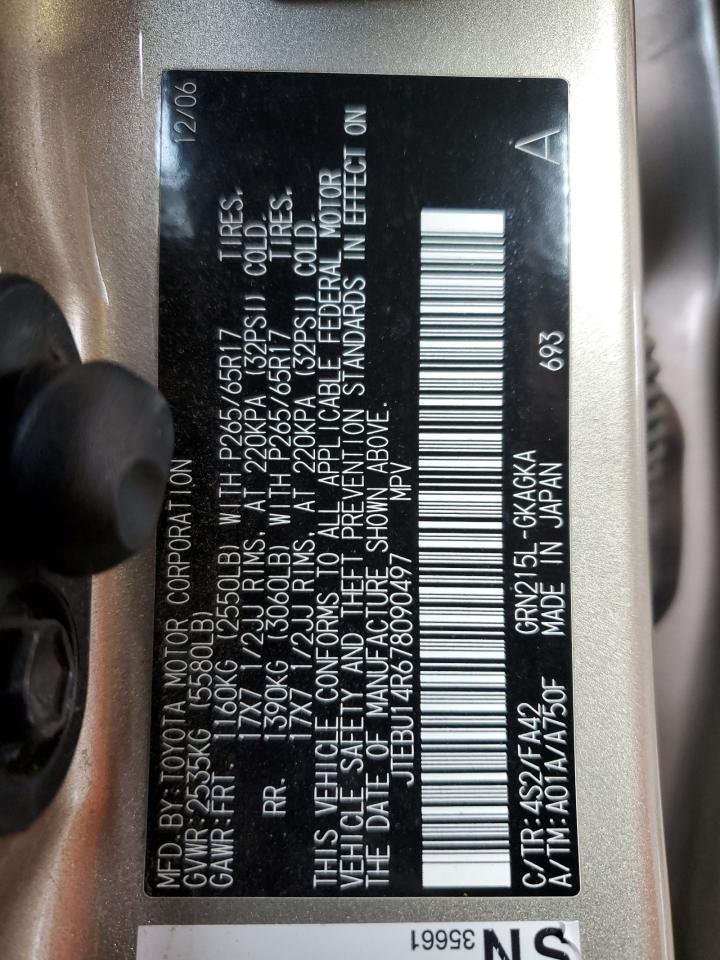 MFD.BY:TOYOTA MOTOR CORPORATION 12/06
GVWR:2535KG (5580LB)
GAWR:FRT. 1160KG (2550LB) WITH P265/65R17 TIRES.
17X7 1/2JJ RIMS, AT 220KPA (32PSI) COLD.
RR. 1390KG (3060LB) WITH P265/65R17 TIRES.
17X7 1/2JJ RIMS, AT 220KPA (32PSI) COLD.
THIS VEHICLE CONFORMS TO ALL APPLICABLE FEDERAL MOTOR
VEHICLE SAFETY AND THEFT PREVENTION STANDARDS IN EFFECT ON
THE DATE OF MANUFACTURE SHOWN ABOVE.
JTEBU14R678090497 MPV
C/TR:4S2/FA42 GRN215L-GKAGKA A
A/TM:A01A/A750F MADE IN JAPAN 693
SN
35661